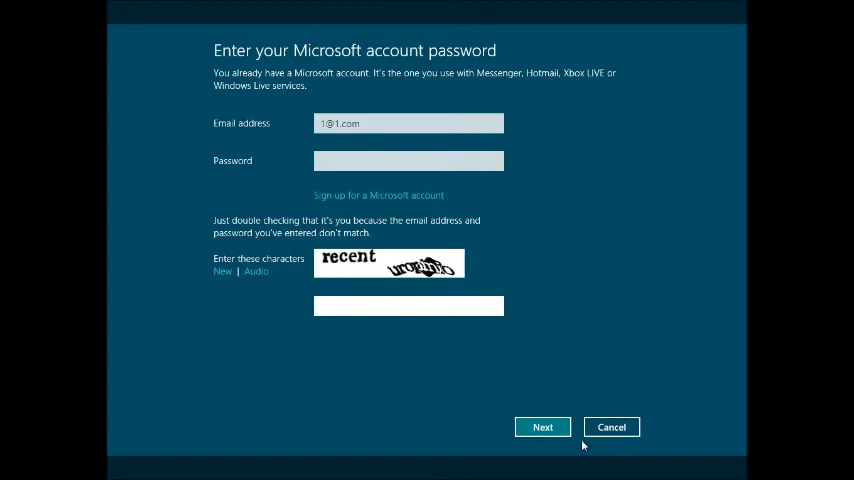 Enter your Microsoft account password
You already have a Microsoft account. It's the one you use with Messenger, Hotmail, Xbox LIVE or
Windows Live services.
Email address
1@1.com
Password
Sign up for a Microsoft account
Just double checking that it's you because the email address and
password you've entered don't match.
Enter these characters
New | Audio
recent
Next
Cancel